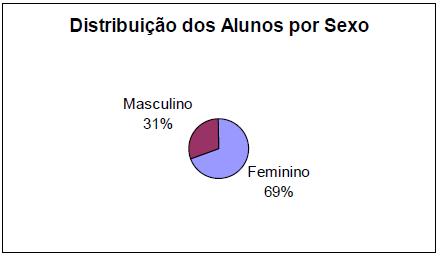 Distribuição dos Alunos por Sexo
Masculino
31%
Feminino
69%